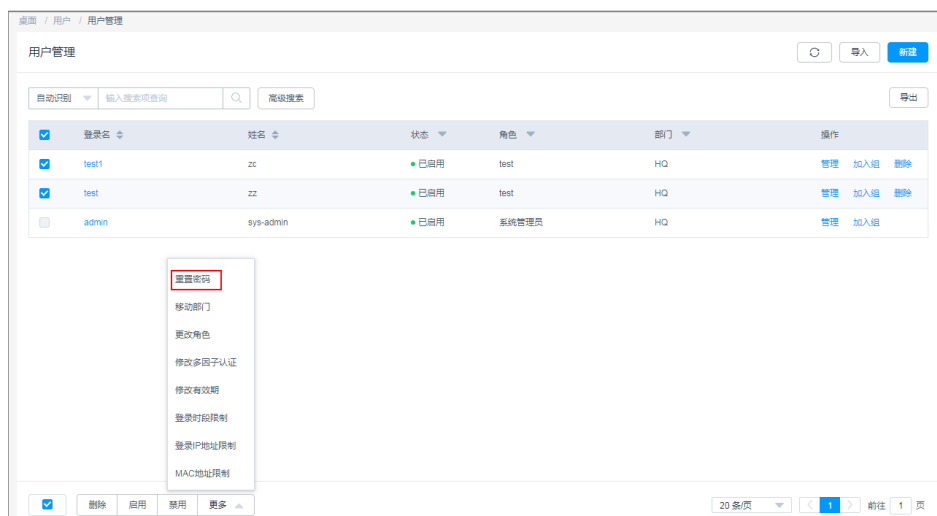 桌面 / 用户 / 用户管理
用户管理
导入 新建
自动识别 输入搜索项查询 高级搜索 导出
登录名 姓名 状态 角色 部门 操作
test1 zc 已启用 test HQ 管理 加入组 删除
test zz 已启用 test HQ 管理 加入组 删除
admin sys-admin 已启用 系统管理员 HQ 管理 加入组
重置密码
移动部门
更改角色
修改多因子认证
修改有效期
登录时段限制
登录IP地址限制
MAC地址限制
删除 启用 禁用 更多 20 条/页 1 前往 1 页